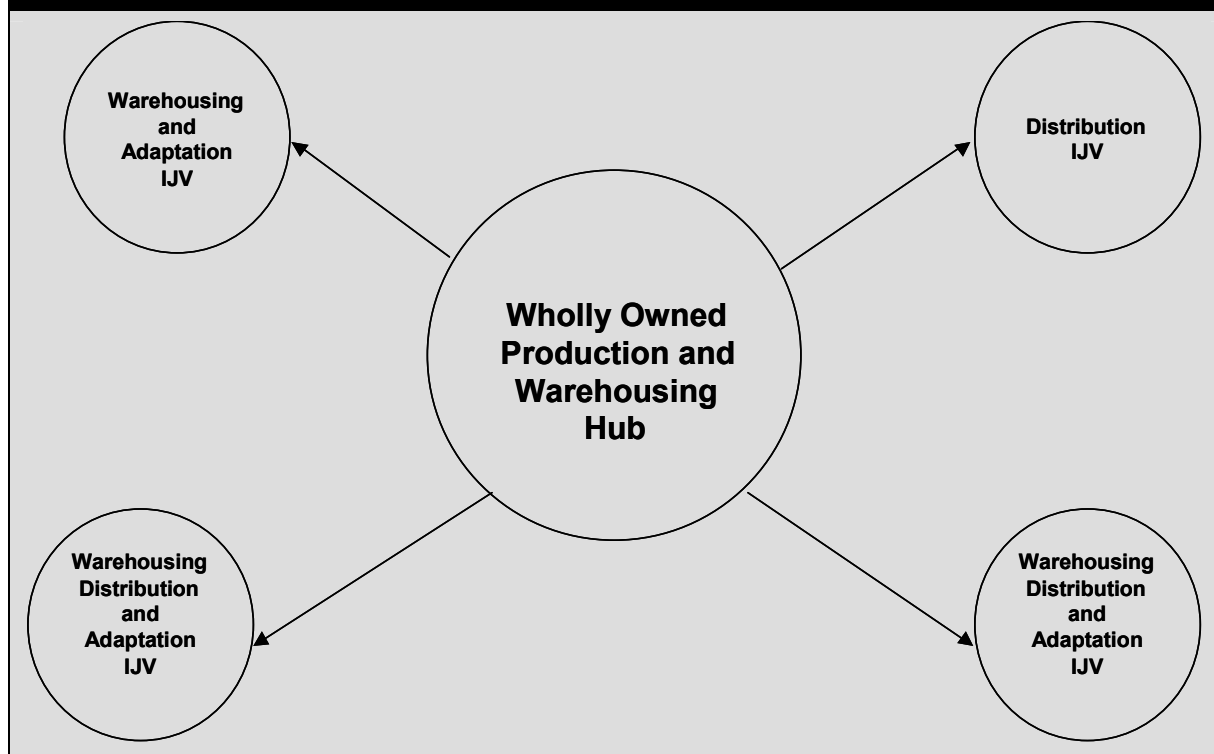 Warehousing
and
Adaptation
IJV
Distribution
IJV
Wholly Owned
Production and
Warehousing
Hub
Warehousing
Distribution
and
Adaptation
IJV
Warehousing
Distribution
and
Adaptation
IJV